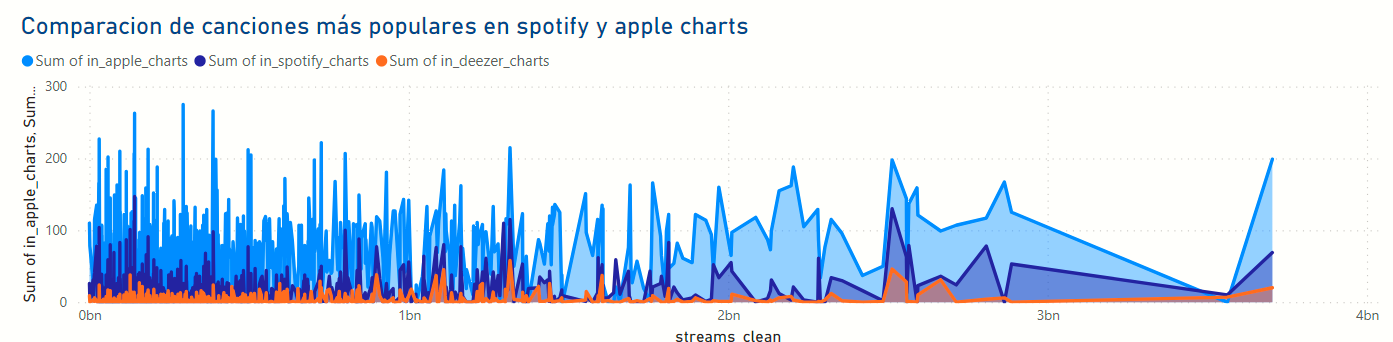 Comparacion de canciones más populares en spotify y apple charts
Sum of in_apple_charts Sum of in_spotify_charts Sum of in_deezer_charts
Sum of in_apple_charts, Sum...
300
200
100
0
0bn 1bn 2bn 3bn 4bn
streams_clean